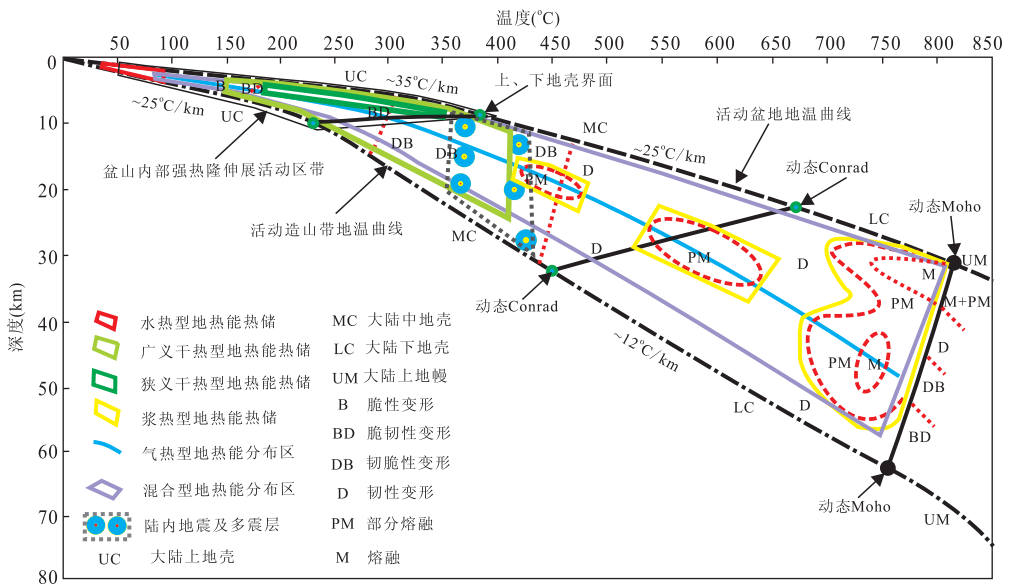 温度(°C)
50 100 150 200 250 300 350 400 450 500 550 600 650 700 750 800 850
深度(km)
0
10
20
30
40
50
60
70
80
UC
~35°C/km
上、下地壳界面
B
BD
~25°C/km
UC
BD
MC
活动盆地地温曲线
DB
DB
DB
D
~25°C/km
动态Conrad
盆山内部强热隆伸展活动区带
PM
活动造山带地温曲线
MC
动态Moho
LC
D
PM
D
UM
M
动态Conrad
PM
M+PM
~12°C/km
D
PM
M
DB
LC
D
BD
动态Moho
UM
水热型地热能热储
广义干热型地热能热储
狭义干热型地热能热储
浆热型地热能热储
气热型地热能分布区
混合型地热能分布区
陆内地震及多震层
UC 大陆上地壳
MC 大陆中地壳
LC 大陆下地壳
UM 大陆上地幔
B 脆性变形
BD 脆韧性变形
DB 韧脆性变形
D 韧性变形
PM 部分熔融
M 熔融